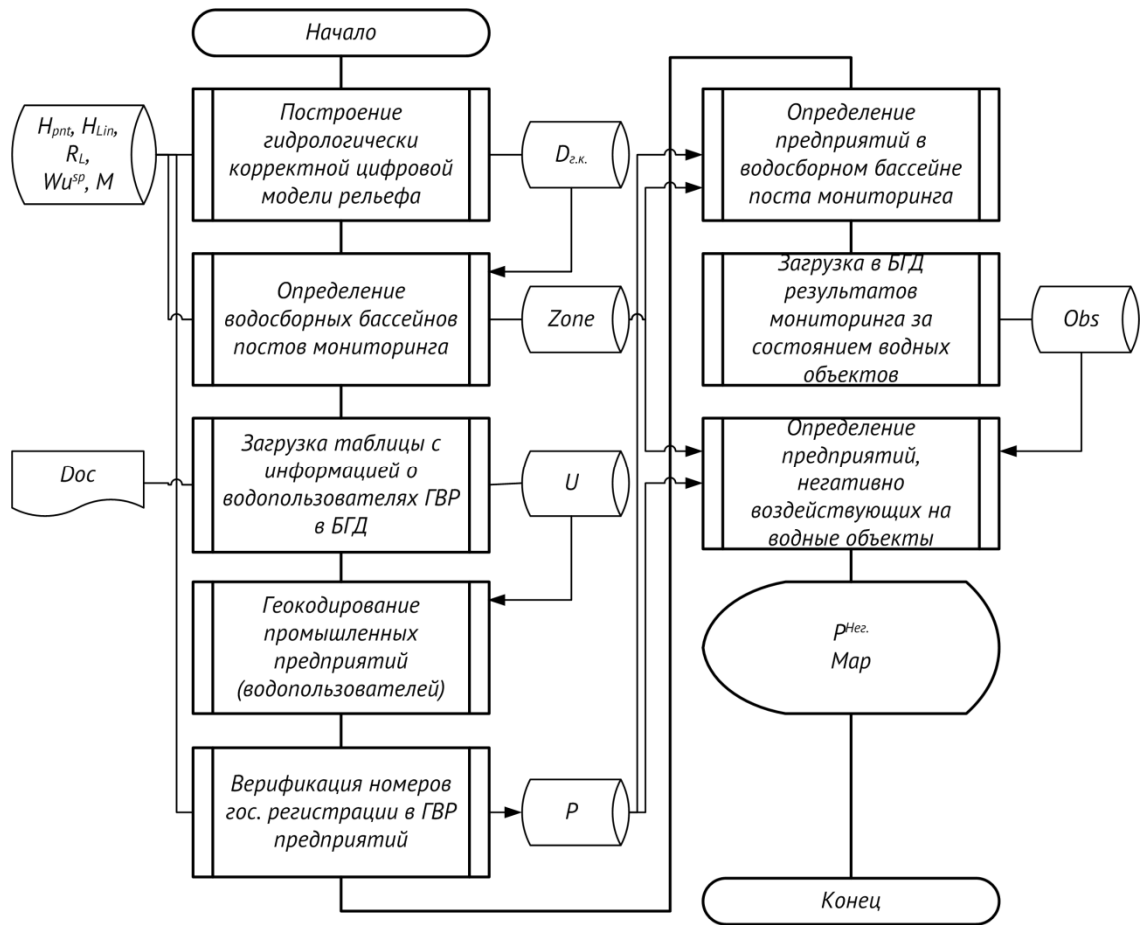 Начало
H_pnt, H_Lin,
R_L,
Wu^sp, M
Построение
гидрологически
корректной цифровой
модели рельефа
D_г.к.
Определение
водосборных бассейнов
постов мониторинга
Zone
Doc
Загрузка таблицы с
информацией о
водопользователях ГВР
в БГД
U
Геокодирование
промышленных
предприятий
(водопользователей)
Верификация номеров
гос. регистрации в ГВР
предприятий
P
Определение
предприятий в
водосборном бассейне
поста мониторинга
Загрузка в БГД
результатов
мониторинга за
состоянием водных
объектов
Obs
Определение
предприятий,
негативно
воздействующих на
водные объекты
P^Нег.
Map
Конец